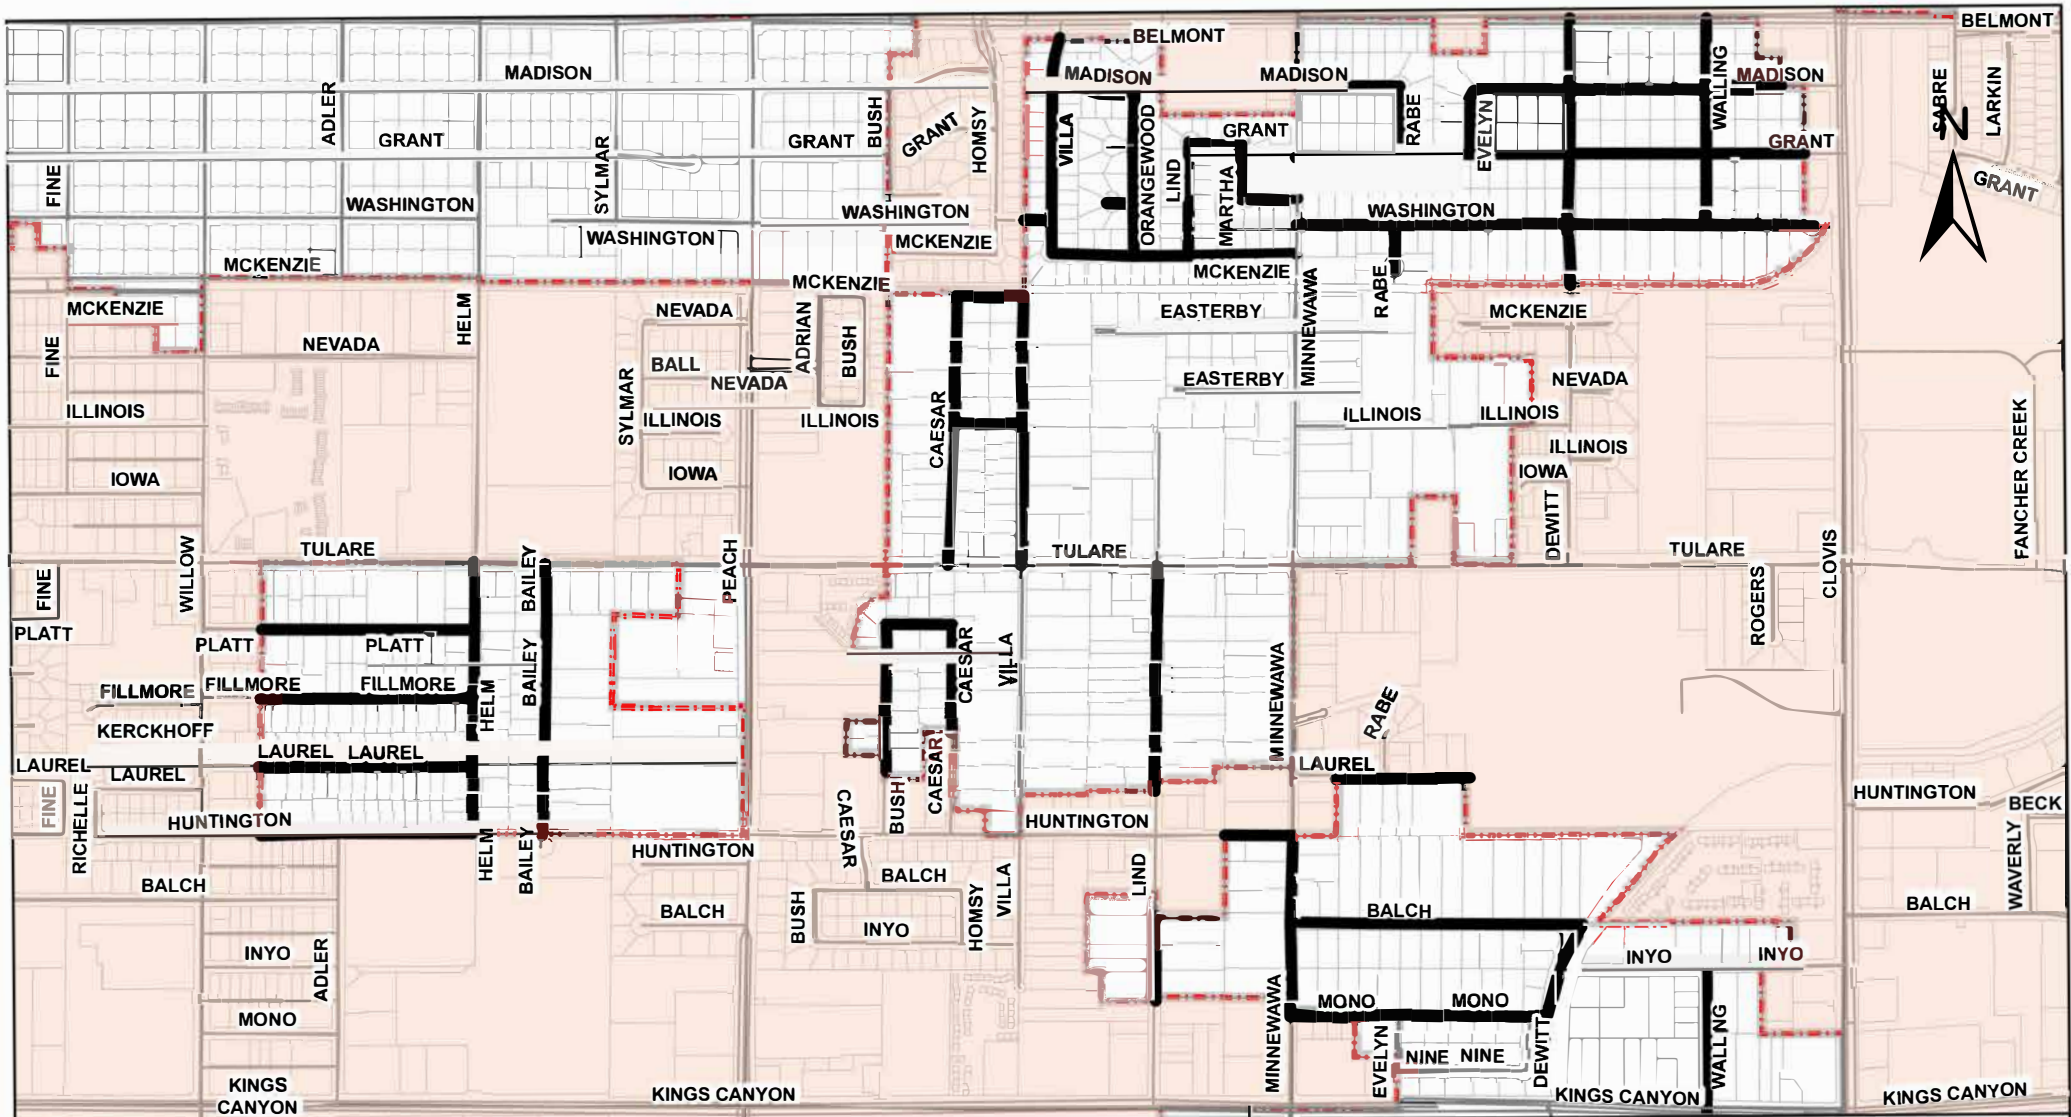 BELMONT
BELMONT
MADISON
MADISON
MADISON
MADISON
WALLING
SABRE
LARKIN
N
ADLER
GRANT
SYLMAR
GRANT
BUSH
GRANT
HOMSY
VILLA
ORANGEWOOD
LIND
GRANT
MARTHA
RABE
EVELYN
GRANT
GRANT
FINE
WASHINGTON
WASHINGTON
WASHINGTON
WASHINGTON
MCKENZIE
MCKENZIE
MCKENZIE
MCKENZIE
MCKENZIE
HELM
NEVADA
ADRIAN
BUSH
EASTERBY
MINNEWAWA
RABE
MCKENZIE
FINE
NEVADA
BALL
NEVADA
EASTERBY
NEVADA
ILLINOIS
SYLMAR
ILLINOIS
ILLINOIS
CAESAR
ILLINOIS
ILLINOIS
ILLINOIS
FANCHER CREEK
IOWA
IOWA
IOWA
DEWITT
WILLOW
TULARE
BAILEY
PEACH
TULARE
TULARE
CLOVIS
FINE
ROGERS
PLATT
PLATT
PLATT
BAILEY
CAESAR
VILLA
MINNEWAWA
FILLMORE
FILLMORE
FILLMORE
HELM
RABE
KERCKHOFF
LAUREL
LAUREL
LAUREL
LAUREL
LAUREL
CAESAR
FINE
RICHELLE
HUNTINGTON
BUSH
HUNTINGTON
HUNTINGTON
BECK
HELM
BAILEY
HUNTINGTON
CAESAR
LIND
WAVERLY
BALCH
BALCH
BALCH
BUSH
INYO
HOMSY
VILLA
BALCH
BALCH
INYO
ADLER
INYO
INYO
MONO
MINNEWAWA
MONO
MONO
EVELYN
NINE
NINE
DEWITT
WALLNG
KINGS
CANYON
KINGS CANYON
KINGS CANYON
KINGS CANYON